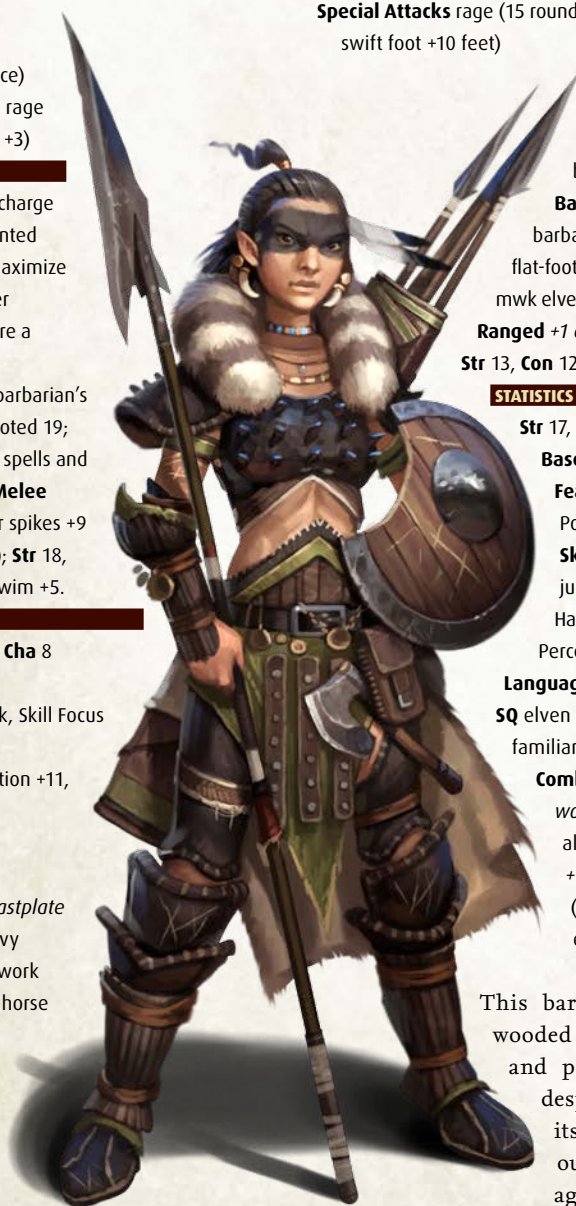 ce)
rage
+3)
charge
nted
aximize
er
re a
barbarian's
oted 19;
spells and
Melee
r spikes +9
; Str 18,
wim +5.
Cha 8
k, Skill Focus
tion +11,
astplate
vy
work
horse
Special Attacks rage (15 round
swift foot +10 feet)
Ba
barba
flat-foot
mwk elve
Ranged +1
Str 13, Con 12
STATISTICS
Str 17,
Base
Fea
Po
Sk
ju
Ha
Perce
Languag
SQ elven
familiar
Comb
wo
al
+
(
This bar
wooded
and p
desp
its
ou
ag